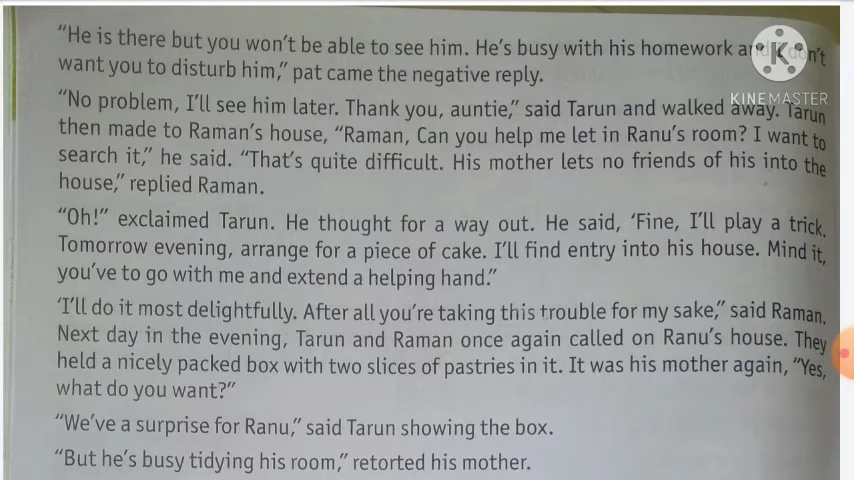 "He is there but you won't be able to see him. He's busy with his homework and don't
want you to disturb him," pat came the negative reply.
"No problem, I'll see him later. Thank you, auntie," said Tarun and walked away. Tarun
then made to Raman's house, "Raman, Can you help me let in Ranu's room? I want to
search it," he said. "That's quite difficult. His mother lets no friends of his into the
house," replied Raman.
"Oh!" exclaimed Tarun. He thought for a way out. He said, 'Fine, I'll play a trick.
Tomorrow evening, arrange for a piece of cake. I'll find entry into his house. Mind it,
you've to go with me and extend a helping hand."
'I'll do it most delightfully. After all you're taking this trouble for my sake," said Raman.
Next day in the evening, Tarun and Raman once again called on Ranu's house. They
held a nicely packed box with two slices of pastries in it. It was his mother again, "Yes,
what do you want?"
"We've a surprise for Ranu," said Tarun showing the box.
"But he's busy tidying his room," retorted his mother.
K
KINEMASTER